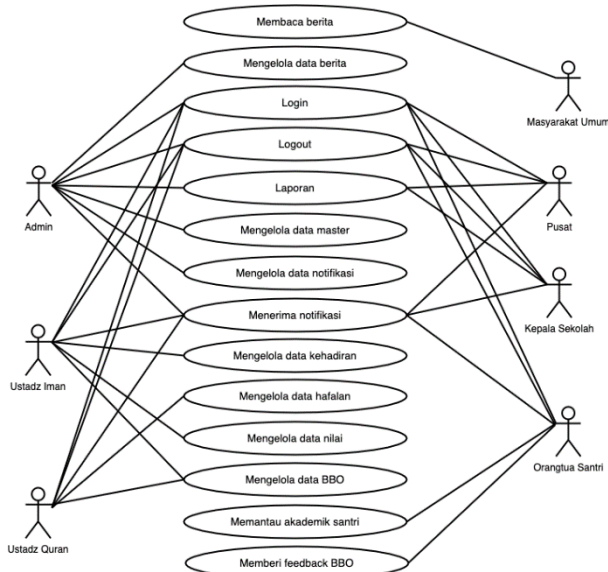 Membaca berita
Mengelola data berita
Login
Masyarakat Umum
Logout
Laporan
Admin
Pusat
Mengelola data master
Mengelola data notifikasi
Menerima notifikasi
Kepala Sekolah
Mengelola data kehadiran
Ustadz Iman
Mengelola data hafalan
Mengelola data nilai
Orangtua Santri
Mengelola data BBO
Memantau akademik santri
Ustadz Quran
Memberi feedback BBO